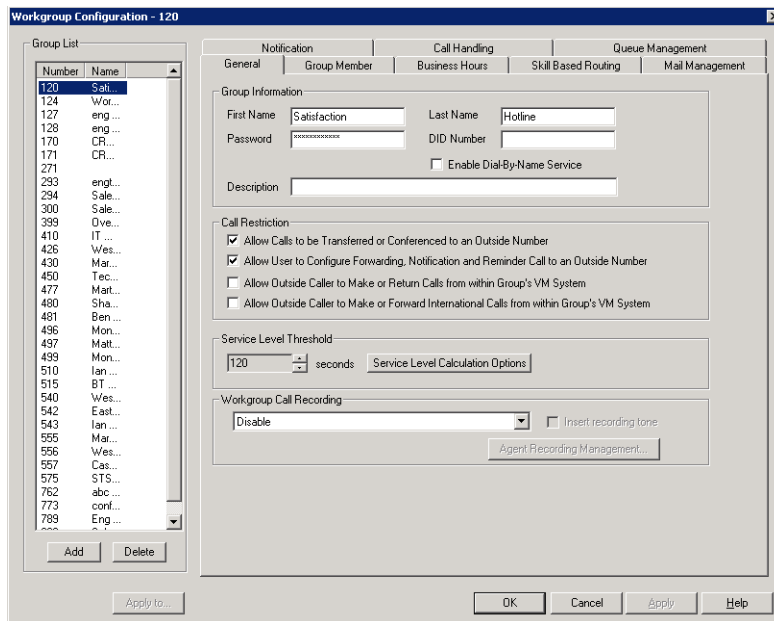 Workgroup Configuration - 120
Group List
Number Name
120 Sati...
124 Wor...
127 eng ...
128 eng ...
170 CR...
171 CR...
271
293 engt...
294 Sale...
300 Sale...
399 Ove...
410 IT ...
426 Wes...
430 Mar...
450 Tec...
477 Mart...
480 Sha...
481 Ben ...
496 Mon...
497 Matt...
499 Mon...
510 Ian ...
515 BT ...
540 Wes...
542 East...
543 Ian ...
555 Mar...
556 Wes...
557 Cas...
575 STS...
762 abc ...
773 conf...
789 Eng ...
Add Delete
Apply to...
Notification Call Handling Queue Management
General Group Member Business Hours Skill Based Routing Mail Management
Group Information
First Name Satisfaction Last Name Hotline
Password xxxxxxxxxxxx DID Number
Enable Dial-By-Name Service
Description
Call Restriction
Allow Calls to be Transferred or Conferenced to an Outside Number
Allow User to Configure Forwarding, Notification and Reminder Call to an Outside Number
Allow Outside Caller to Make or Return Calls from within Group's VM System
Allow Outside Caller to Make or Forward International Calls from within Group's VM System
Service Level Threshold
120 seconds Service Level Calculation Options
Workgroup Call Recording
Disable Insert recording tone
Agent Recording Management...
OK Cancel Apply Help